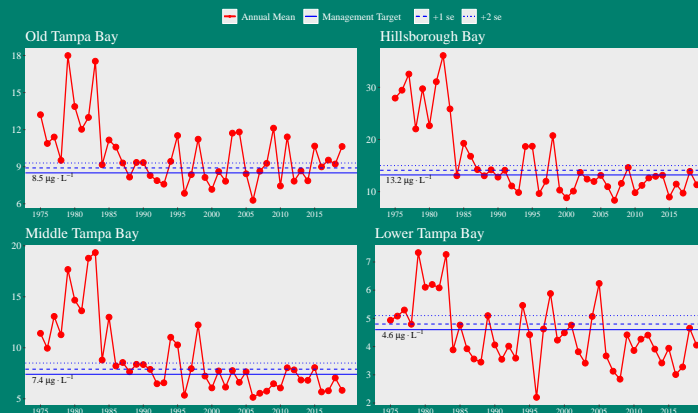 Annual Mean Management Target +1 se +2 se
Old Tampa Bay
18
15
12
9
6
8.5 µg · L⁻¹
1975 1980 1985 1990 1995 2000 2005 2010 2015
Hillsborough Bay
30
20
10
13.2 µg · L⁻¹
1975 1980 1985 1990 1995 2000 2005 2010 2015
Middle Tampa Bay
20
15
10
5
7.4 µg · L⁻¹
1975 1980 1985 1990 1995 2000 2005 2010 2015
Lower Tampa Bay
7
6
5
4
3
2
4.6 µg · L⁻¹
1975 1980 1985 1990 1995 2000 2005 2010 2015